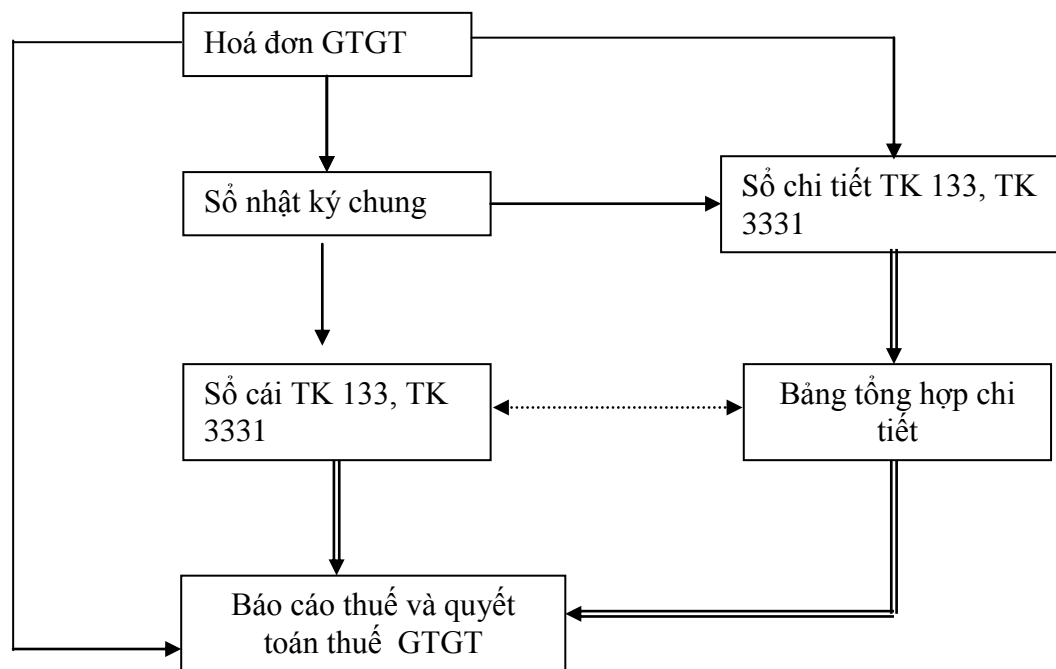 Hoá đơn GTGT
Sổ nhật ký chung
Sổ chi tiết TK 133, TK
3331
Sổ cái TK 133, TK
3331
Bảng tổng hợp chi
tiết
Báo cáo thuế và quyết
toán thuế GTGT